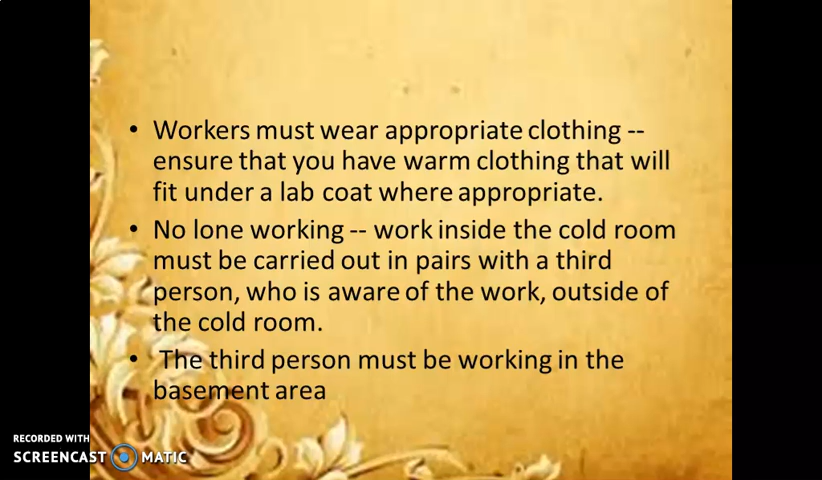 • Workers must wear appropriate clothing --
ensure that you have warm clothing that will
fit under a lab coat where appropriate.
• No lone working -- work inside the cold room
must be carried out in pairs with a third
person, who is aware of the work, outside of
the cold room.
• The third person must be working in the
basement area
RECORDED WITH
SCREENCAST MATIC